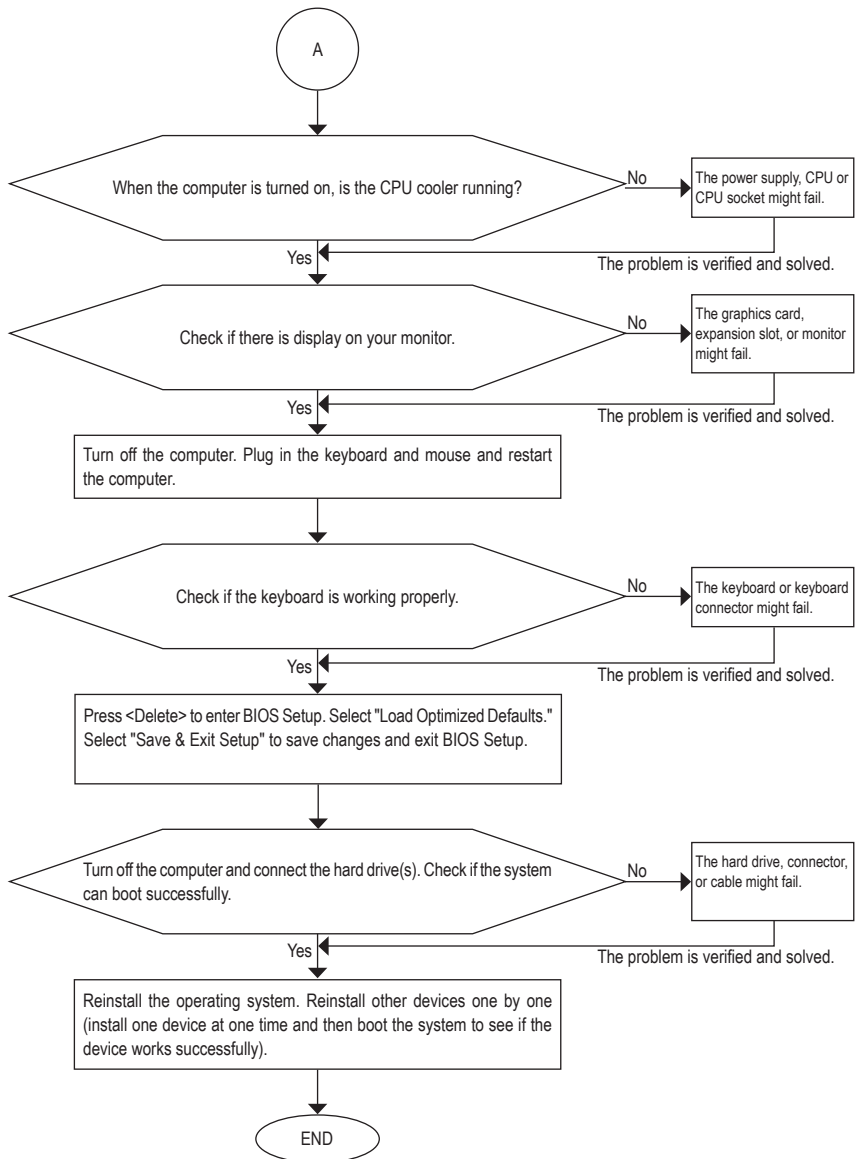 A
When the computer is turned on, is the CPU cooler running?
No
The power supply, CPU or
CPU socket might fail.
Yes
The problem is verified and solved.
Check if there is display on your monitor.
No
The graphics card,
expansion slot, or monitor
might fail.
Yes
The problem is verified and solved.
Turn off the computer. Plug in the keyboard and mouse and restart
the computer.
Check if the keyboard is working properly.
No
The keyboard or keyboard
connector might fail.
Yes
The problem is verified and solved.
Press <Delete> to enter BIOS Setup. Select "Load Optimized Defaults."
Select "Save & Exit Setup" to save changes and exit BIOS Setup.
Turn off the computer and connect the hard drive(s). Check if the system
can boot successfully.
No
The hard drive, connector,
or cable might fail.
Yes
The problem is verified and solved.
Reinstall the operating system. Reinstall other devices one by one
(install one device at one time and then boot the system to see if the
device works successfully).
END